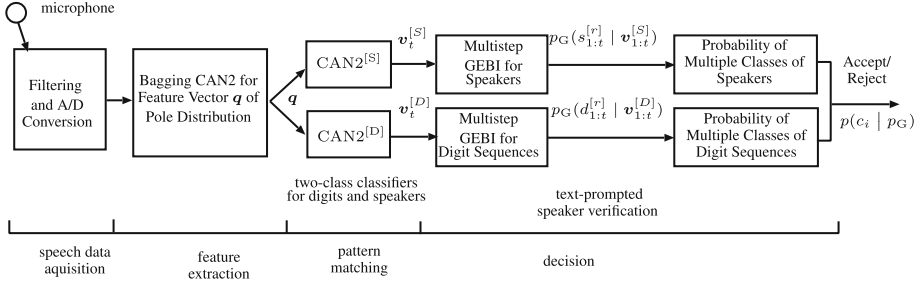 microphone
Filtering
and A/D
Conversion
Bagging CAN2 for
Feature Vector q of
Pole Distribution
q
CAN2^[S]
CAN2^[D]
v_t^[S]
v_t^[D]
two-class classifiers
for digits and speakers
Multistep
GEBI for
Speakers
Multistep
GEBI for
Digit Sequences
p_G(s_{1:t}^[r] | v_{1:t}^[S])
p_G(d_{1:t}^[r] | v_{1:t}^[D])
Probability of
Multiple Classes of
Speakers
Probability of
Multiple Classes of
Digit Sequences
Accept/
Reject
p(c_i | p_G)
text-prompted
speaker verification
speech data
aquisition
feature
extraction
pattern
matching
decision